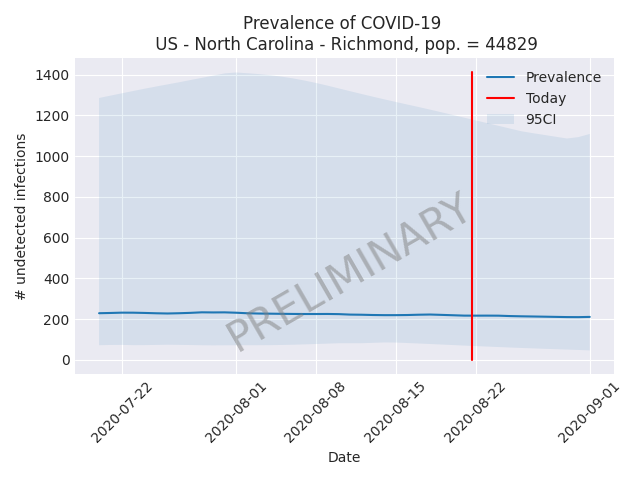 Prevalence of COVID-19
US - North Carolina - Richmond, pop. = 44829
Prevalence
Today
95CI
1400
1200
1000
800
600
400
200
0
# undetected infections
PRELIMINARY
2020-07-22
2020-08-01
2020-08-08
2020-08-15
2020-08-22
2020-09-01
Date